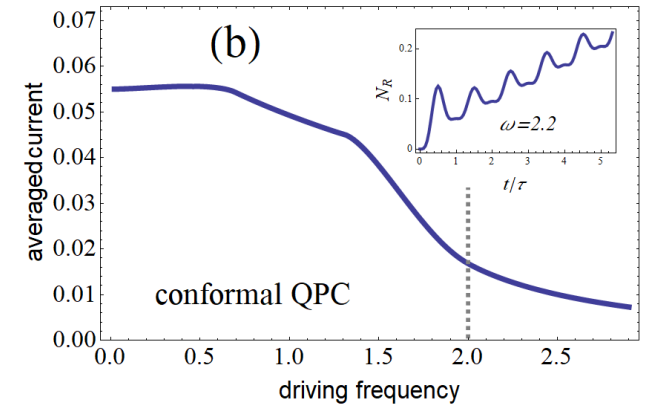 0.07
0.06
0.05
0.04
0.03
0.02
0.01
0.00
averaged current
(b)
0.2
0.1
0
N_R
ω=2.2
0 1 2 3 4 5
t/τ
conformal QPC
0.0 0.5 1.0 1.5 2.0 2.5
driving frequency